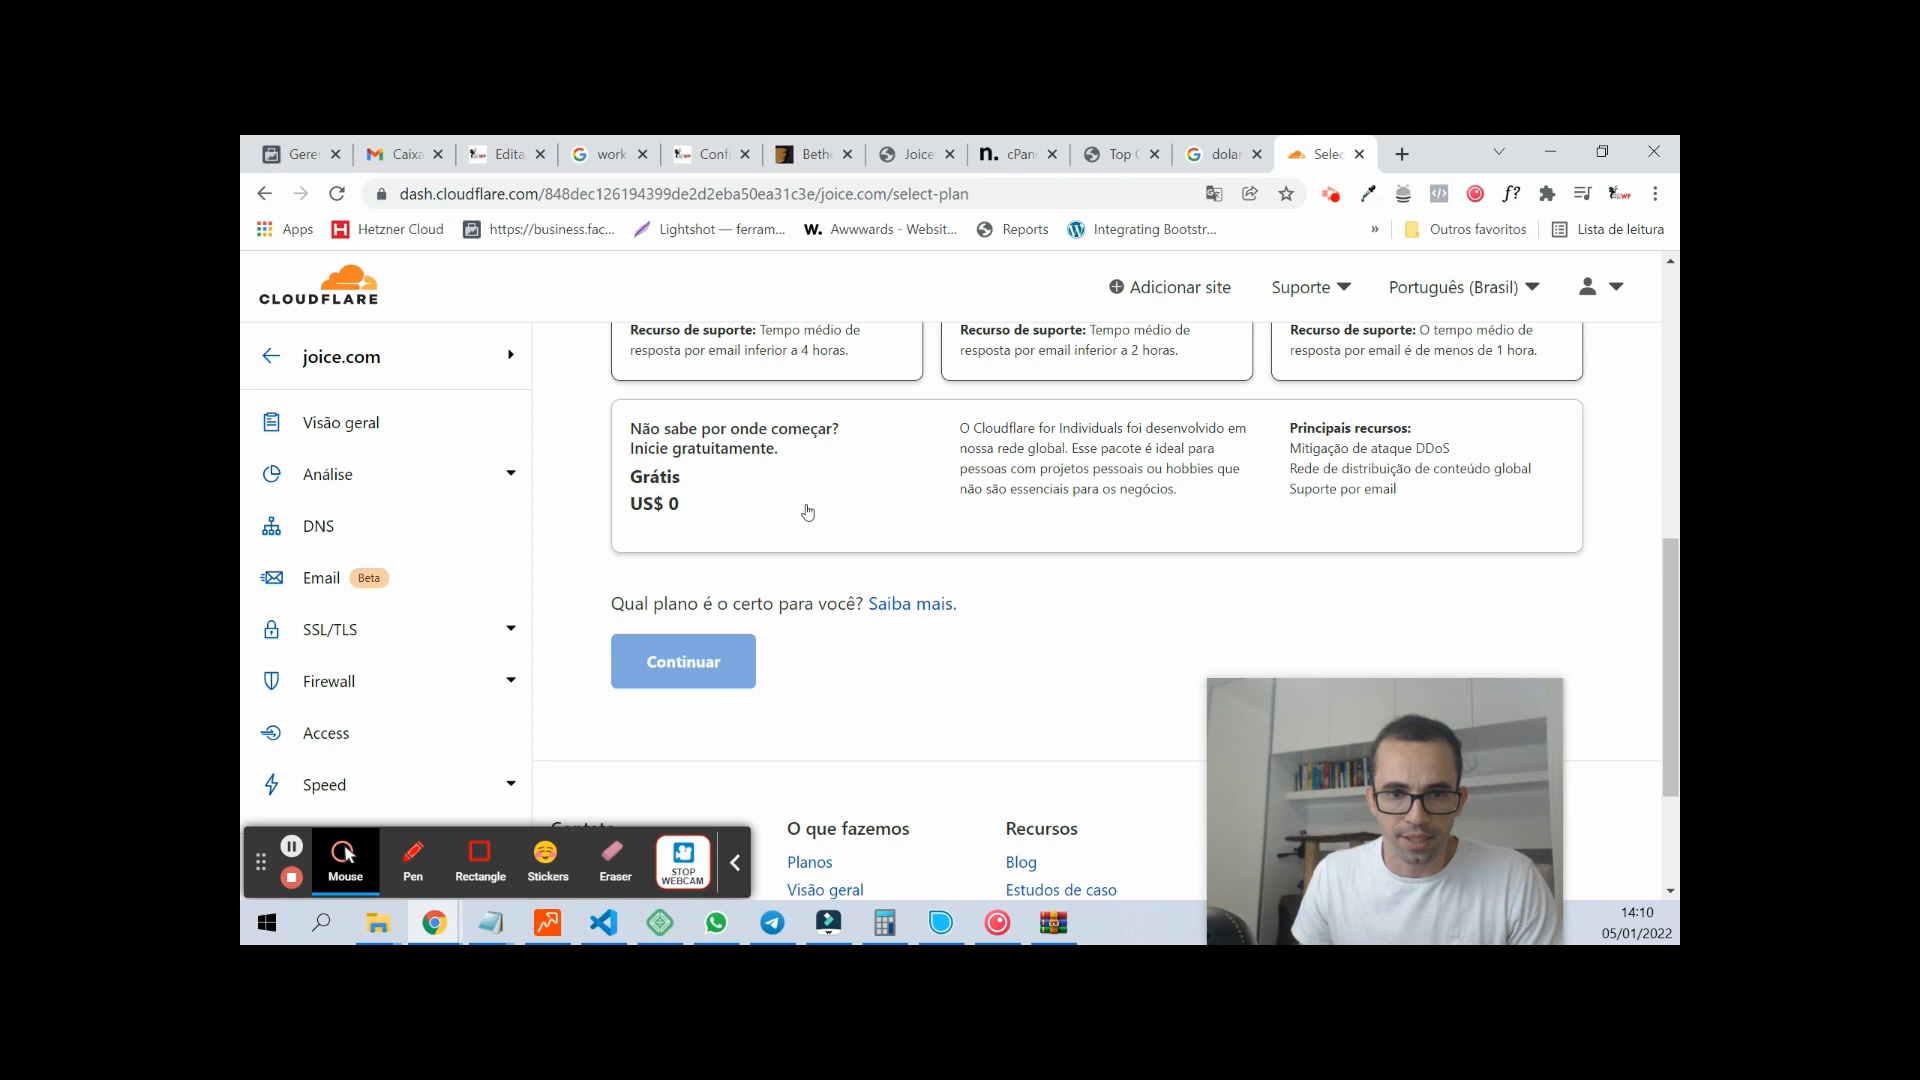 Geren
Caixa
Edita
work
Confi
Bethe
Joice
n. cPane
Top C
dolar
Selec
dash.cloudflare.com/848dec126194399de2d2eba50ea31c3e/joice.com/select-plan
f?
Apps
H Hetzner Cloud
https://business.fac...
Lightshot — ferram...
W. Awwwards - Websit...
Reports
Integrating Bootstr...
»
Outros favoritos
Lista de leitura
CLOUDFLARE
Adicionar site
Suporte
Português (Brasil)
joice.com
Visão geral
Análise
DNS
Email Beta
SSL/TLS
Firewall
Access
Speed
Recurso de suporte: Tempo médio de
resposta por email inferior a 4 horas.
Recurso de suporte: Tempo médio de
resposta por email inferior a 2 horas.
Recurso de suporte: O tempo médio de
resposta por email é de menos de 1 hora.
Não sabe por onde começar?
Inicie gratuitamente.
Grátis
US$ 0
O Cloudflare for Individuals foi desenvolvido em
nossa rede global. Esse pacote é ideal para
pessoas com projetos pessoais ou hobbies que
não são essenciais para os negócios.
Principais recursos:
Mitigação de ataque DDoS
Rede de distribuição de conteúdo global
Suporte por email
Qual plano é o certo para você? Saiba mais.
Continuar
O que fazemos
Planos
Visão geral
Recursos
Blog
Estudos de caso
Mouse
Pen
Rectangle
Stickers
Eraser
STOP
WEBCAM
14:10
05/01/2022